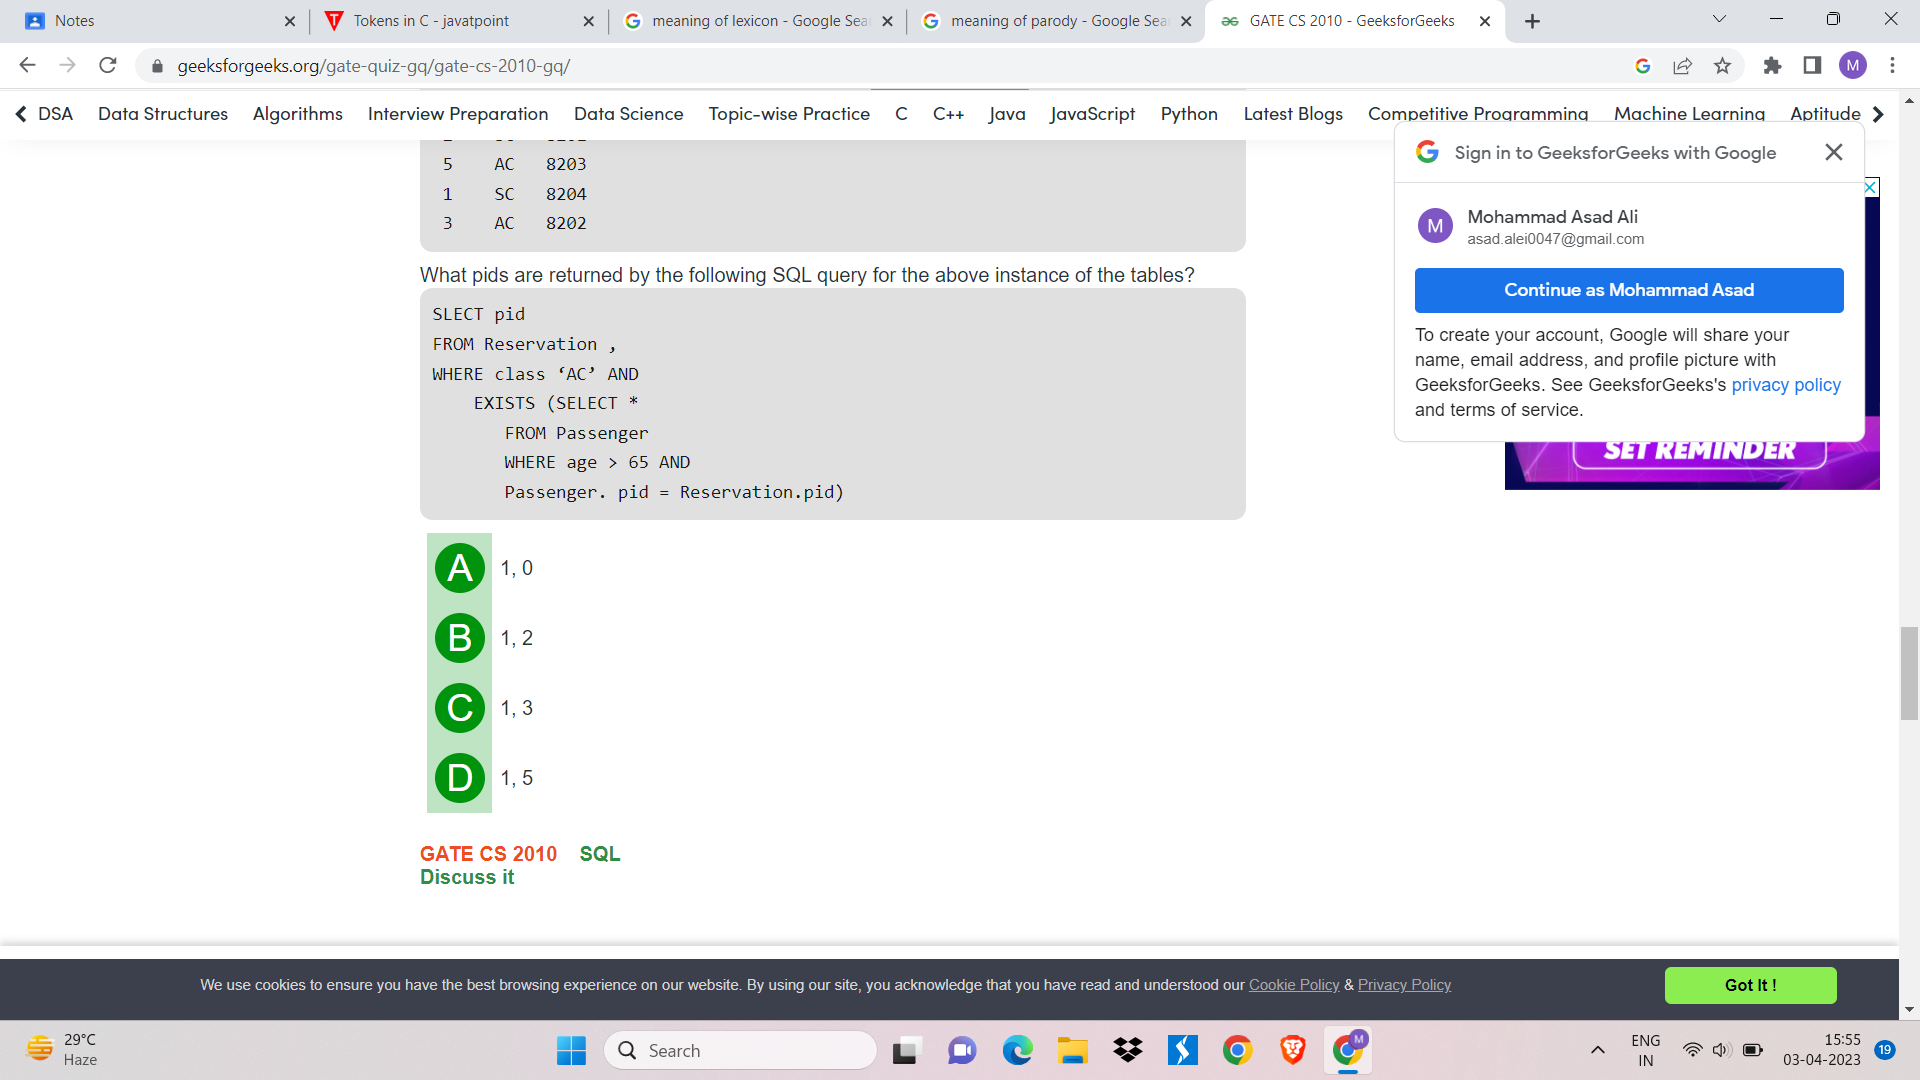 Notes
Tokens in C - javatpoint
meaning of lexicon - Google Sea
meaning of parody - Google Sea
GATE CS 2010 - GeeksforGeeks
geeksforgeeks.org/gate-quiz-gq/gate-cs-2010-gq/
M
DSA Data Structures Algorithms Interview Preparation Data Science Topic-wise Practice C C++ Java JavaScript Python Latest Blogs Competitive Programming Machine Learning Aptitude
5 AC 8203
1 SC 8204
3 AC 8202
What pids are returned by the following SQL query for the above instance of the tables?
SLECT pid
FROM Reservation ,
WHERE class ‘AC’ AND
EXISTS (SELECT *
FROM Passenger
WHERE age > 65 AND
Passenger. pid = Reservation.pid)
A 1, 0
B 1, 2
C 1, 3
D 1, 5
GATE CS 2010 SQL
Discuss it
Sign in to GeeksforGeeks with Google
M
Mohammad Asad Ali
asad.alei0047@gmail.com
Continue as Mohammad Asad
To create your account, Google will share your
name, email address, and profile picture with
GeeksforGeeks. See GeeksforGeeks's privacy policy
and terms of service.
SET REMINDER
We use cookies to ensure you have the best browsing experience on our website. By using our site, you acknowledge that you have read and understood our Cookie Policy & Privacy Policy
Got It !
29°C
Haze
Search
M
ENG
IN
15:55
03-04-2023
19